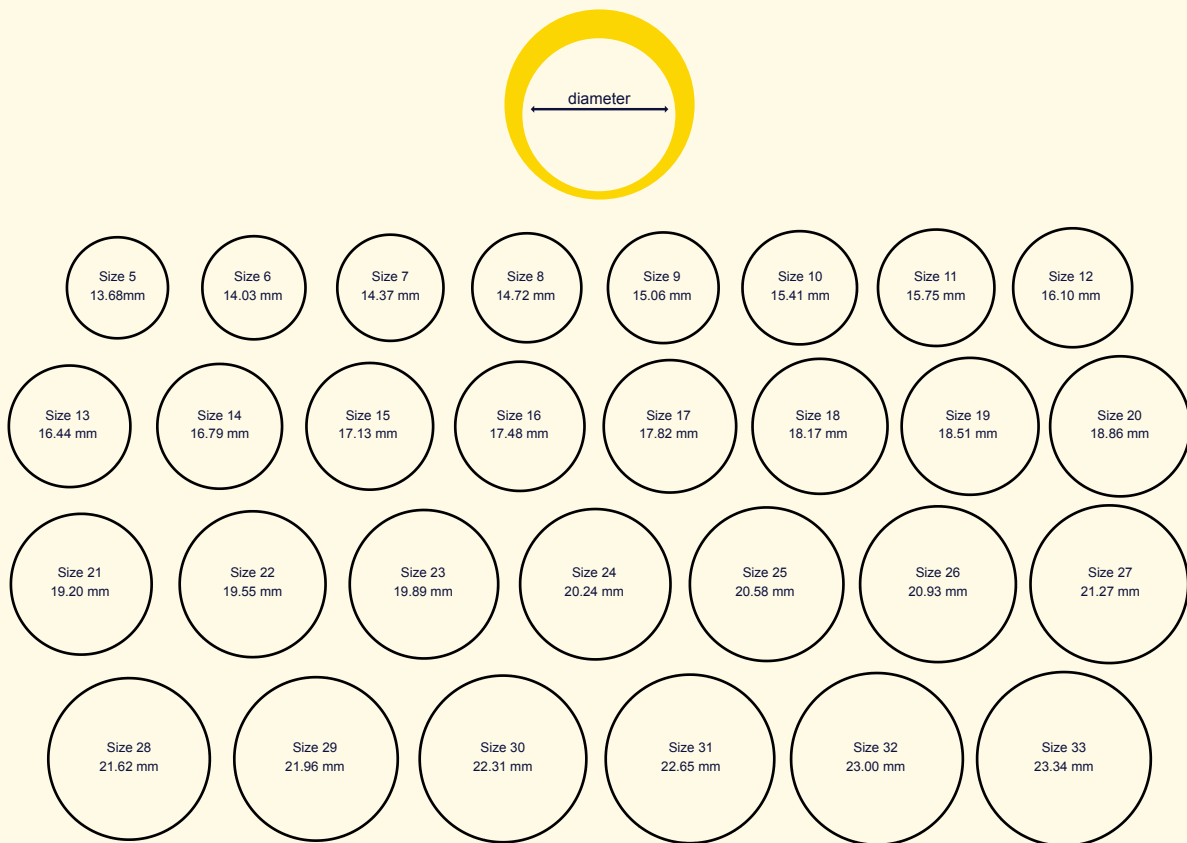 diameter
Size 5
13.68mm
Size 6
14.03 mm
Size 7
14.37 mm
Size 8
14.72 mm
Size 9
15.06 mm
Size 10
15.41 mm
Size 11
15.75 mm
Size 12
16.10 mm
Size 13
16.44 mm
Size 14
16.79 mm
Size 15
17.13 mm
Size 16
17.48 mm
Size 17
17.82 mm
Size 18
18.17 mm
Size 19
18.51 mm
Size 20
18.86 mm
Size 21
19.20 mm
Size 22
19.55 mm
Size 23
19.89 mm
Size 24
20.24 mm
Size 25
20.58 mm
Size 26
20.93 mm
Size 27
21.27 mm
Size 28
21.62 mm
Size 29
21.96 mm
Size 30
22.31 mm
Size 31
22.65 mm
Size 32
23.00 mm
Size 33
23.34 mm